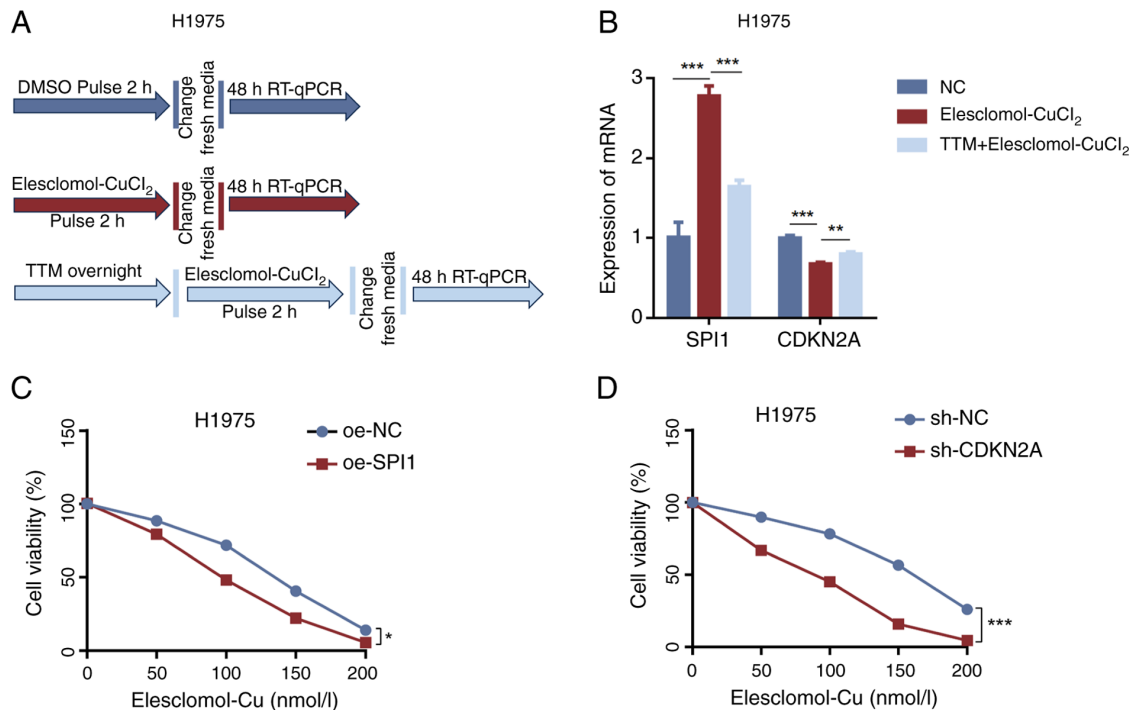 A
H1975
DMSO Pulse 2 h
Change
fresh media
48 h RT-qPCR
Elesclomol-CuCl2
Pulse 2 h
Change
fresh media
48 h RT-qPCR
TTM overnight
Elesclomol-CuCl2
Pulse 2 h
Change
fresh media
48 h RT-qPCR
B
H1975
Expression of mRNA
3
2
1
0
*** ***
*** **
SPI1 CDKN2A
NC
Elesclomol-CuCl2
TTM+Elesclomol-CuCl2
C
H1975
oe-NC
oe-SPI1
Cell viability (%)
150
100
50
0
*
0 50 100 150 200
Elesclomol-Cu (nmol/l)
D
H1975
sh-NC
sh-CDKN2A
Cell viability (%)
150
100
50
0
***
0 50 100 150 200
Elesclomol-Cu (nmol/l)